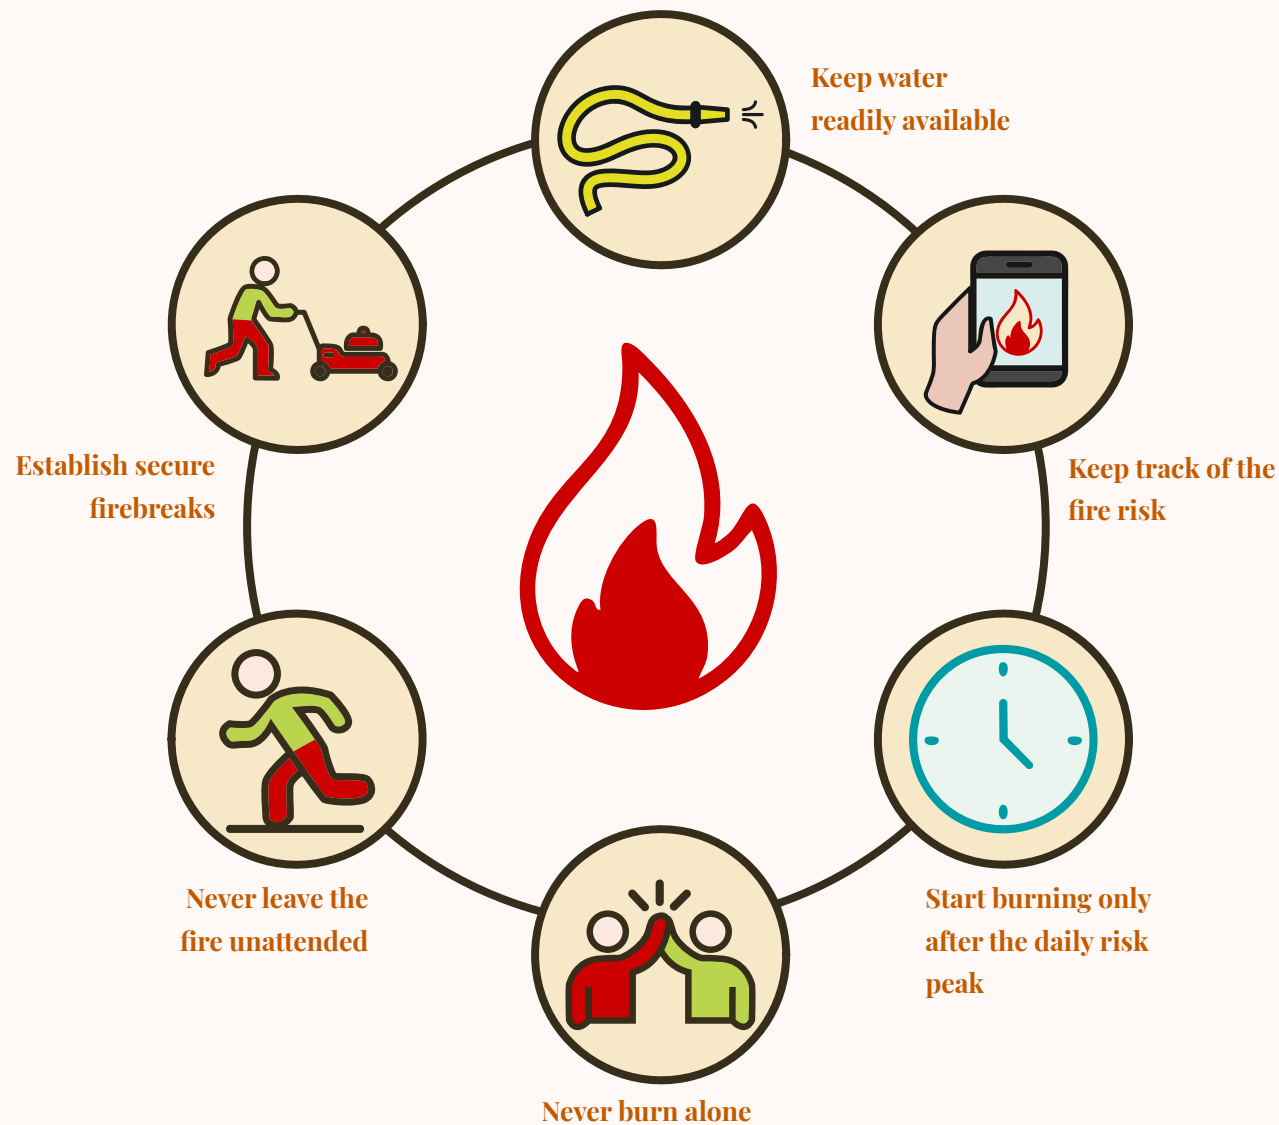 Keep water
readily available
Keep track of the
fire risk
Start burning only
after the daily risk
peak
Never burn alone
Never leave the
fire unattended
Establish secure
firebreaks